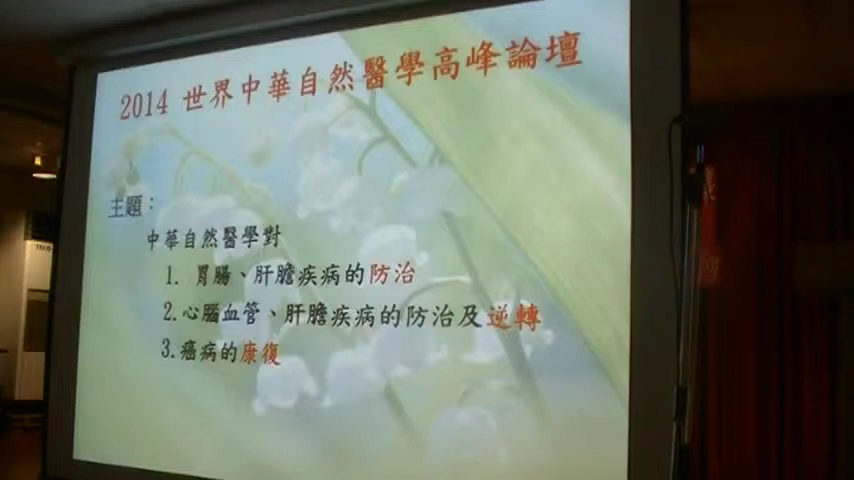 2014 世界中華自然醫學高峰論壇
主題：
中華自然醫學對
1. 胃腸、肝膽疾病的防治
2.心腦血管、肝膽疾病的防治及逆轉
3.癌病的康復